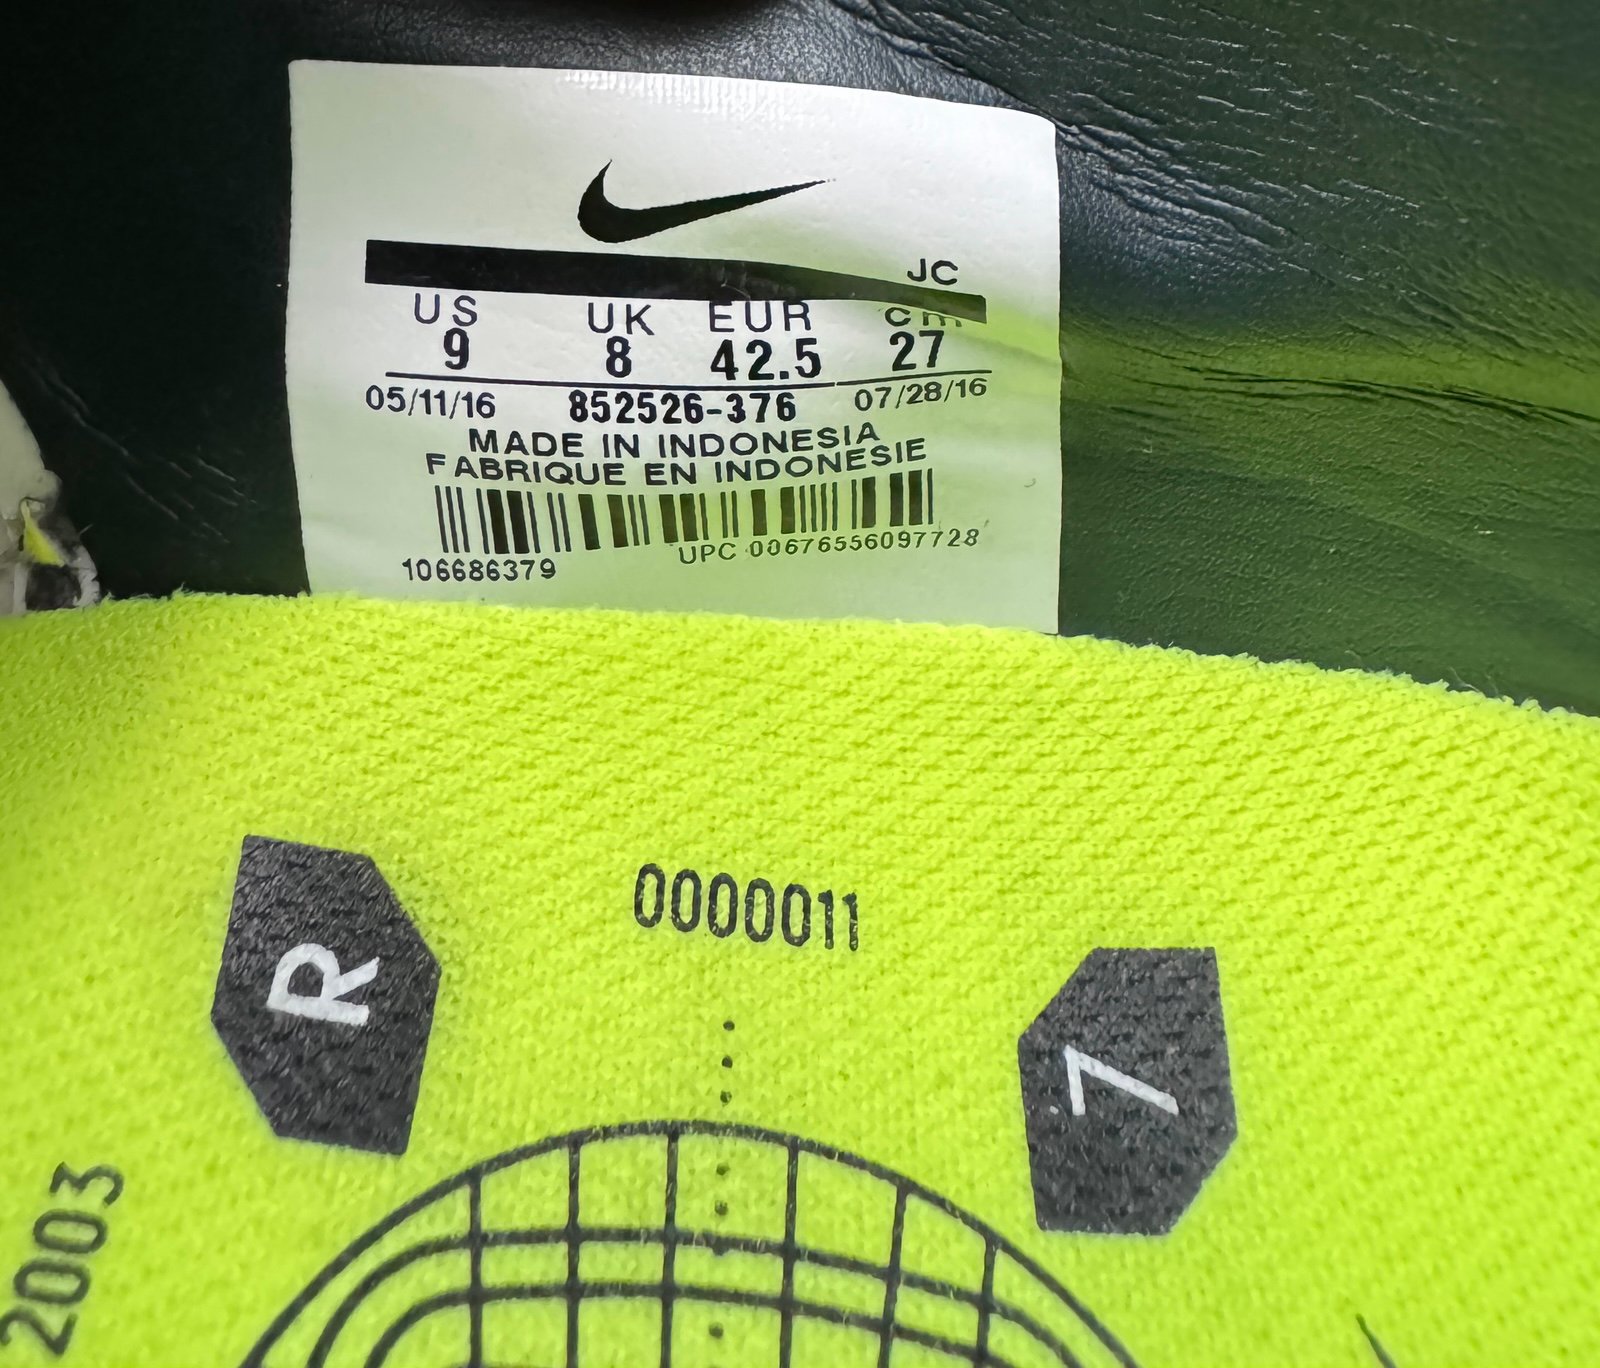 JC
US UK EUR cm
9 8 42.5 27
05/11/16 852526-376 07/28/16
MADE IN INDONESIA
FABRIQUE EN INDONESIE
106686379 UPC 00676556097728
0000011
R
7
2003